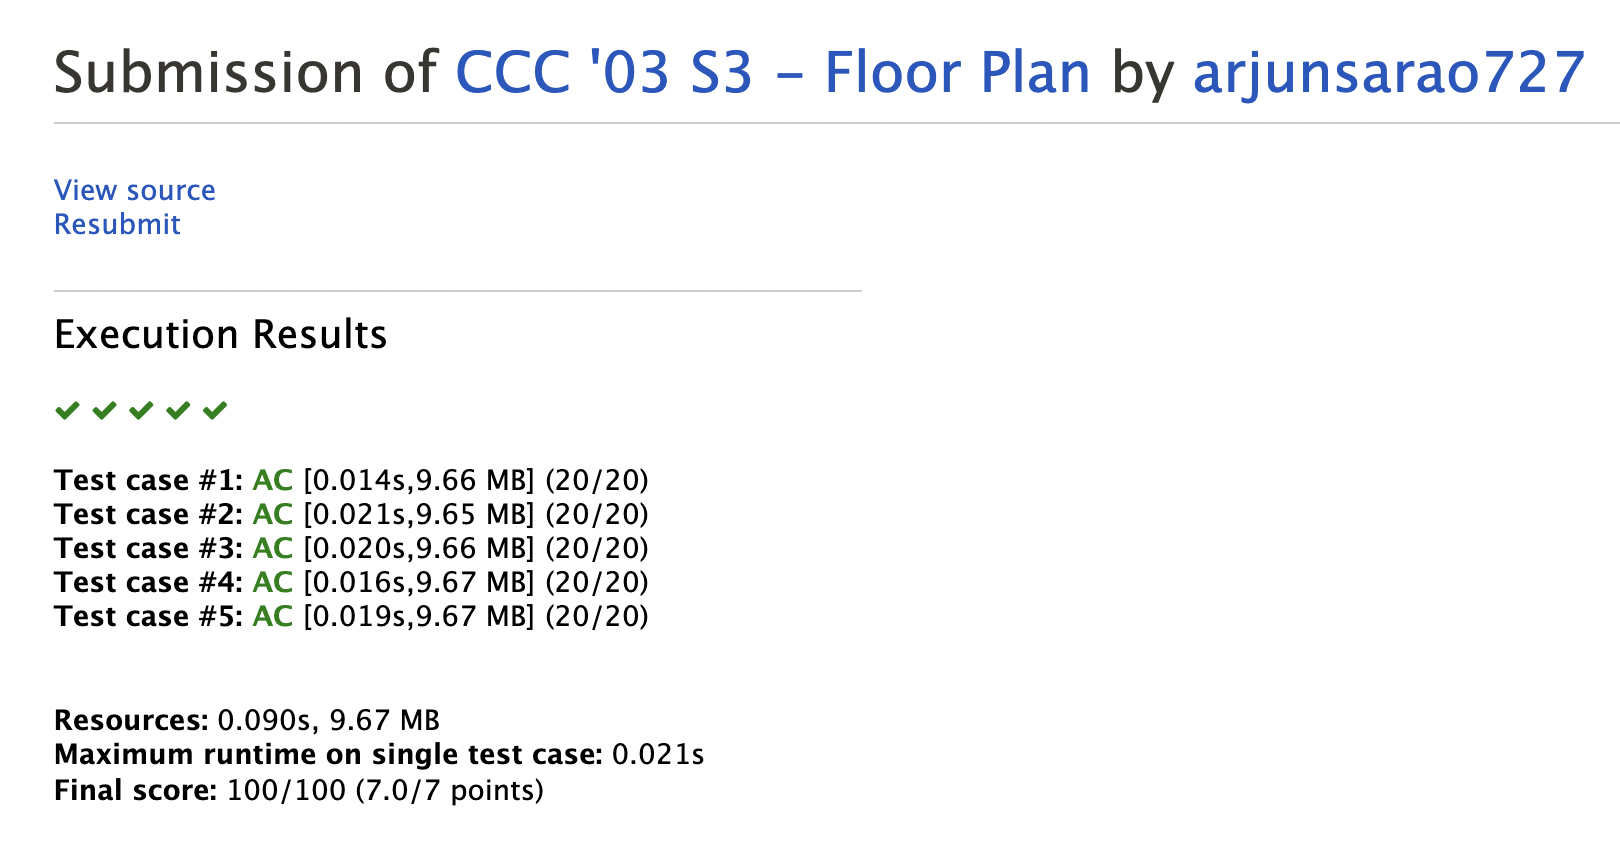 Submission of CCC '03 S3 - Floor Plan by arjunsarao727
View source
Resubmit
Execution Results
Test case #1: AC [0.014s,9.66 MB] (20/20)
Test case #2: AC [0.021s,9.65 MB] (20/20)
Test case #3: AC [0.020s,9.66 MB] (20/20)
Test case #4: AC [0.016s,9.67 MB] (20/20)
Test case #5: AC [0.019s,9.67 MB] (20/20)
Resources: 0.090s, 9.67 MB
Maximum runtime on single test case: 0.021s
Final score: 100/100 (7.0/7 points)